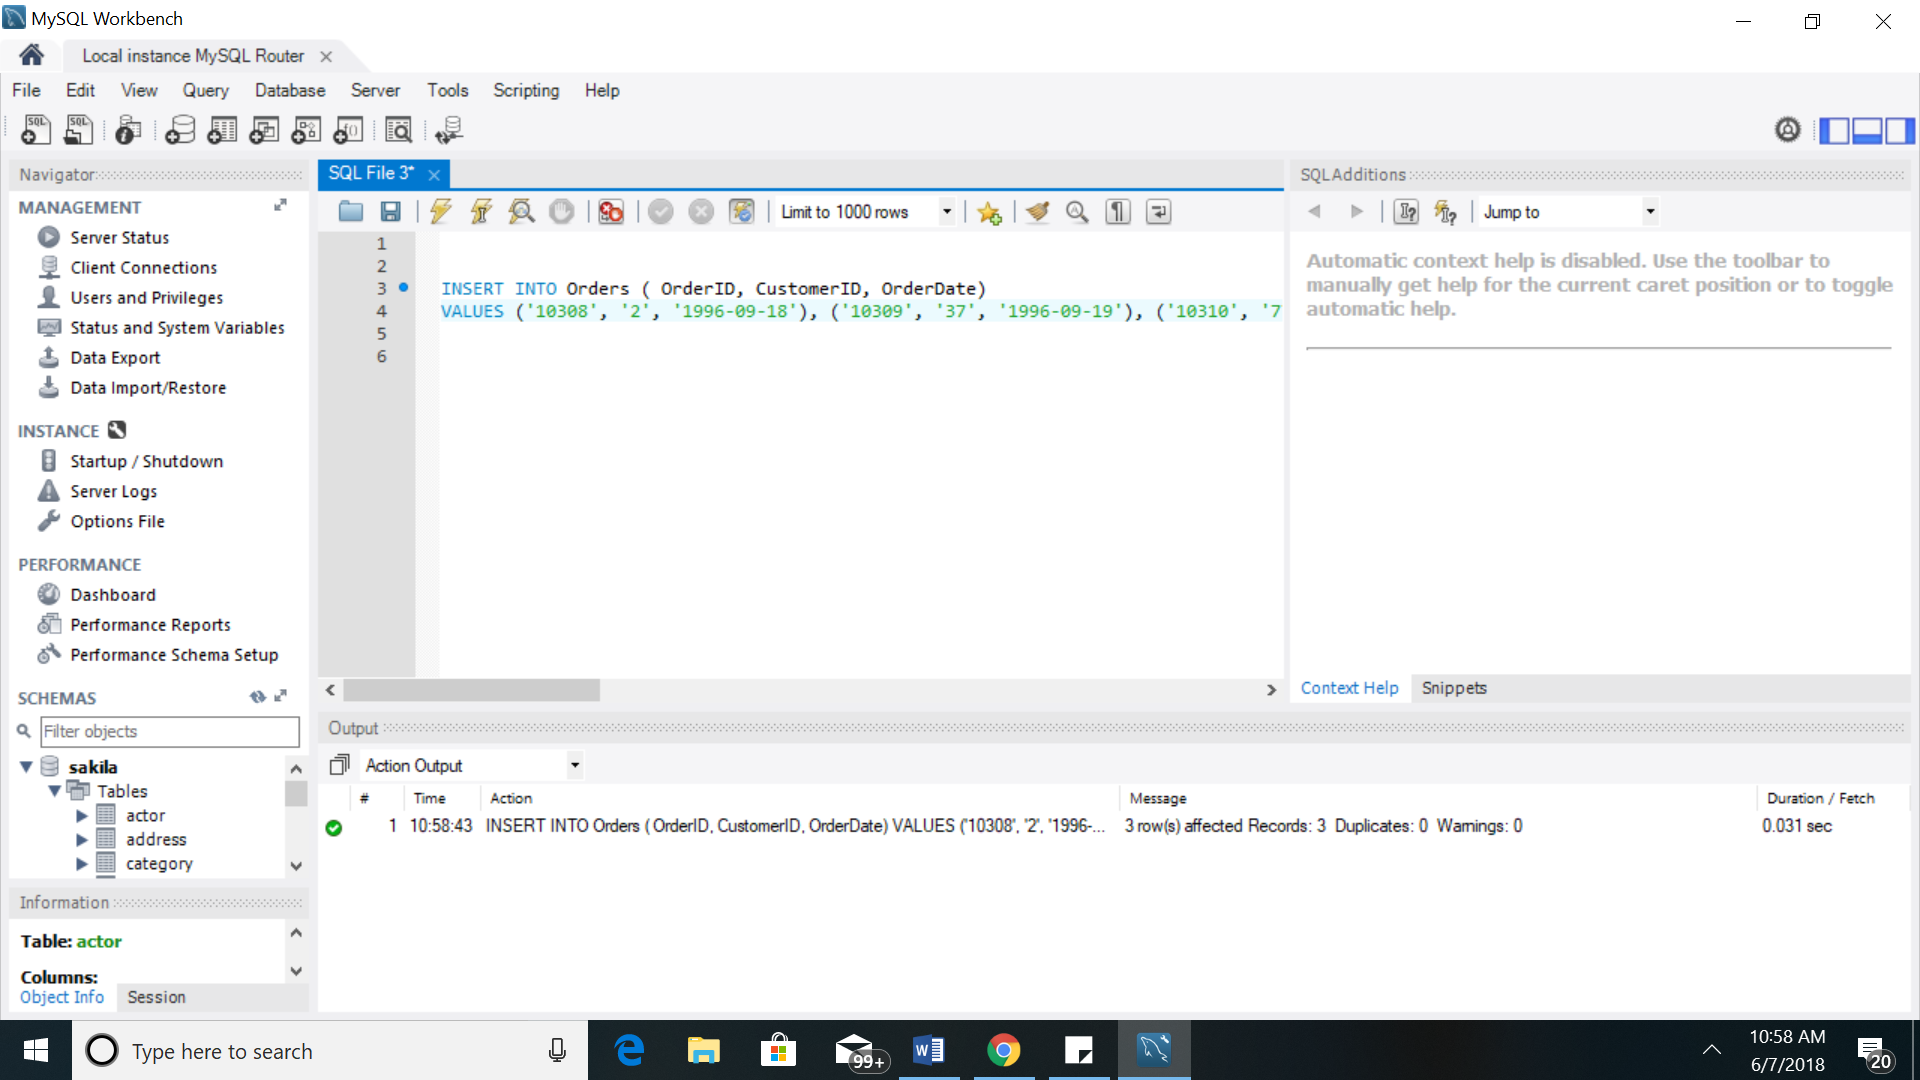 MySQL Workbench
Local instance MySQL Router
File Edit View Query Database Server Tools Scripting Help
Navigator
MANAGEMENT
Server Status
Client Connections
Users and Privileges
Status and System Variables
Data Export
Data Import/Restore
INSTANCE
Startup / Shutdown
Server Logs
Options File
PERFORMANCE
Dashboard
Performance Reports
Performance Schema Setup
SCHEMAS
Filter objects
sakila
Tables
actor
address
category
Information
Table: actor
Columns:
Object Info Session
SQL File 3*
Limit to 1000 rows
1
2
3 INSERT INTO Orders ( OrderID, CustomerID, OrderDate)
4 VALUES ('10308', '2', '1996-09-18'), ('10309', '37', '1996-09-19'), ('10310', '7
5
6
SQLAdditions
Jump to
Automatic context help is disabled. Use the toolbar to
manually get help for the current caret position or to toggle
automatic help.
Context Help Snippets
Output
Action Output
# Time Action Message Duration / Fetch
1 10:58:43 INSERT INTO Orders ( OrderID, CustomerID, OrderDate) VALUES ('10308', '2', '1996-... 3 row(s) affected Records: 3 Duplicates: 0 Warnings: 0 0.031 sec
Type here to search
99+
10:58 AM
6/7/2018
20